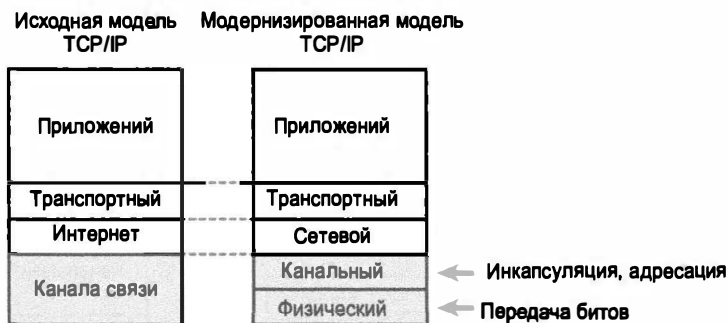 Исходная модель
TCP/IP
Модернизированная модель
TCP/IP
Приложений
Приложений
Транспортный
Транспортный
Интернет
Сетевой
Канала связи
Канальный
Инкапсуляция, адресация
Физический
Передача битов